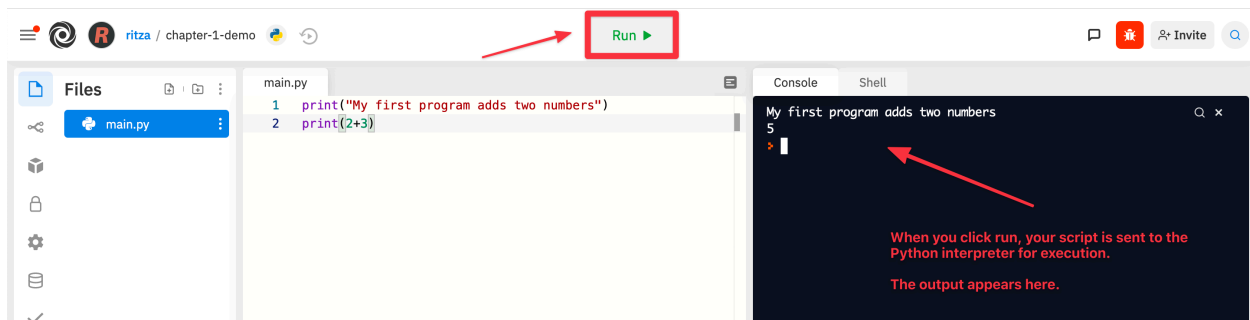 R ritza / chapter-1-demo Run Invite
Files
main.py
main.py
1 print("My first program adds two numbers")
2 print(2+3)
Console Shell
My first program adds two numbers
5
When you click run, your script is sent to the
Python interpreter for execution.
The output appears here.